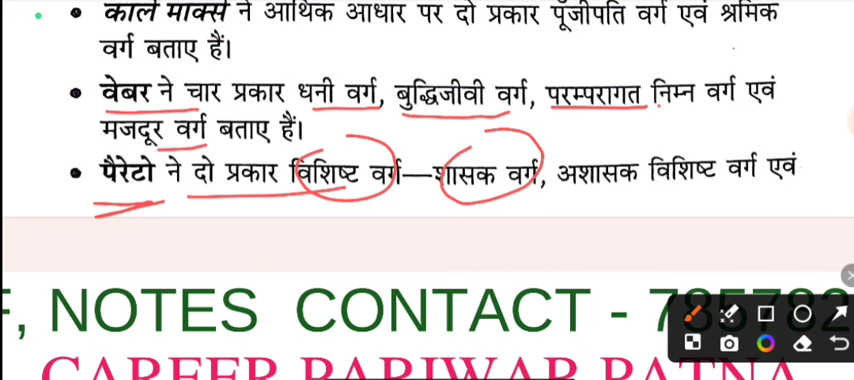 • कार्ल मार्क्स ने आर्थिक आधार पर दो प्रकार पूँजीपति वर्ग एवं श्रमिक
वर्ग बताए हैं।
• वेबर ने चार प्रकार धनी वर्ग, बुद्धिजीवी वर्ग, परम्परागत निम्न वर्ग एवं
मजदूर वर्ग बताए हैं।
• पैरेटो ने दो प्रकार विशिष्ट वर्ग—शासक वर्ग, अशासक विशिष्ट वर्ग एवं
, NOTES CONTACT - 785782
CAREER PARIWAR PATNA